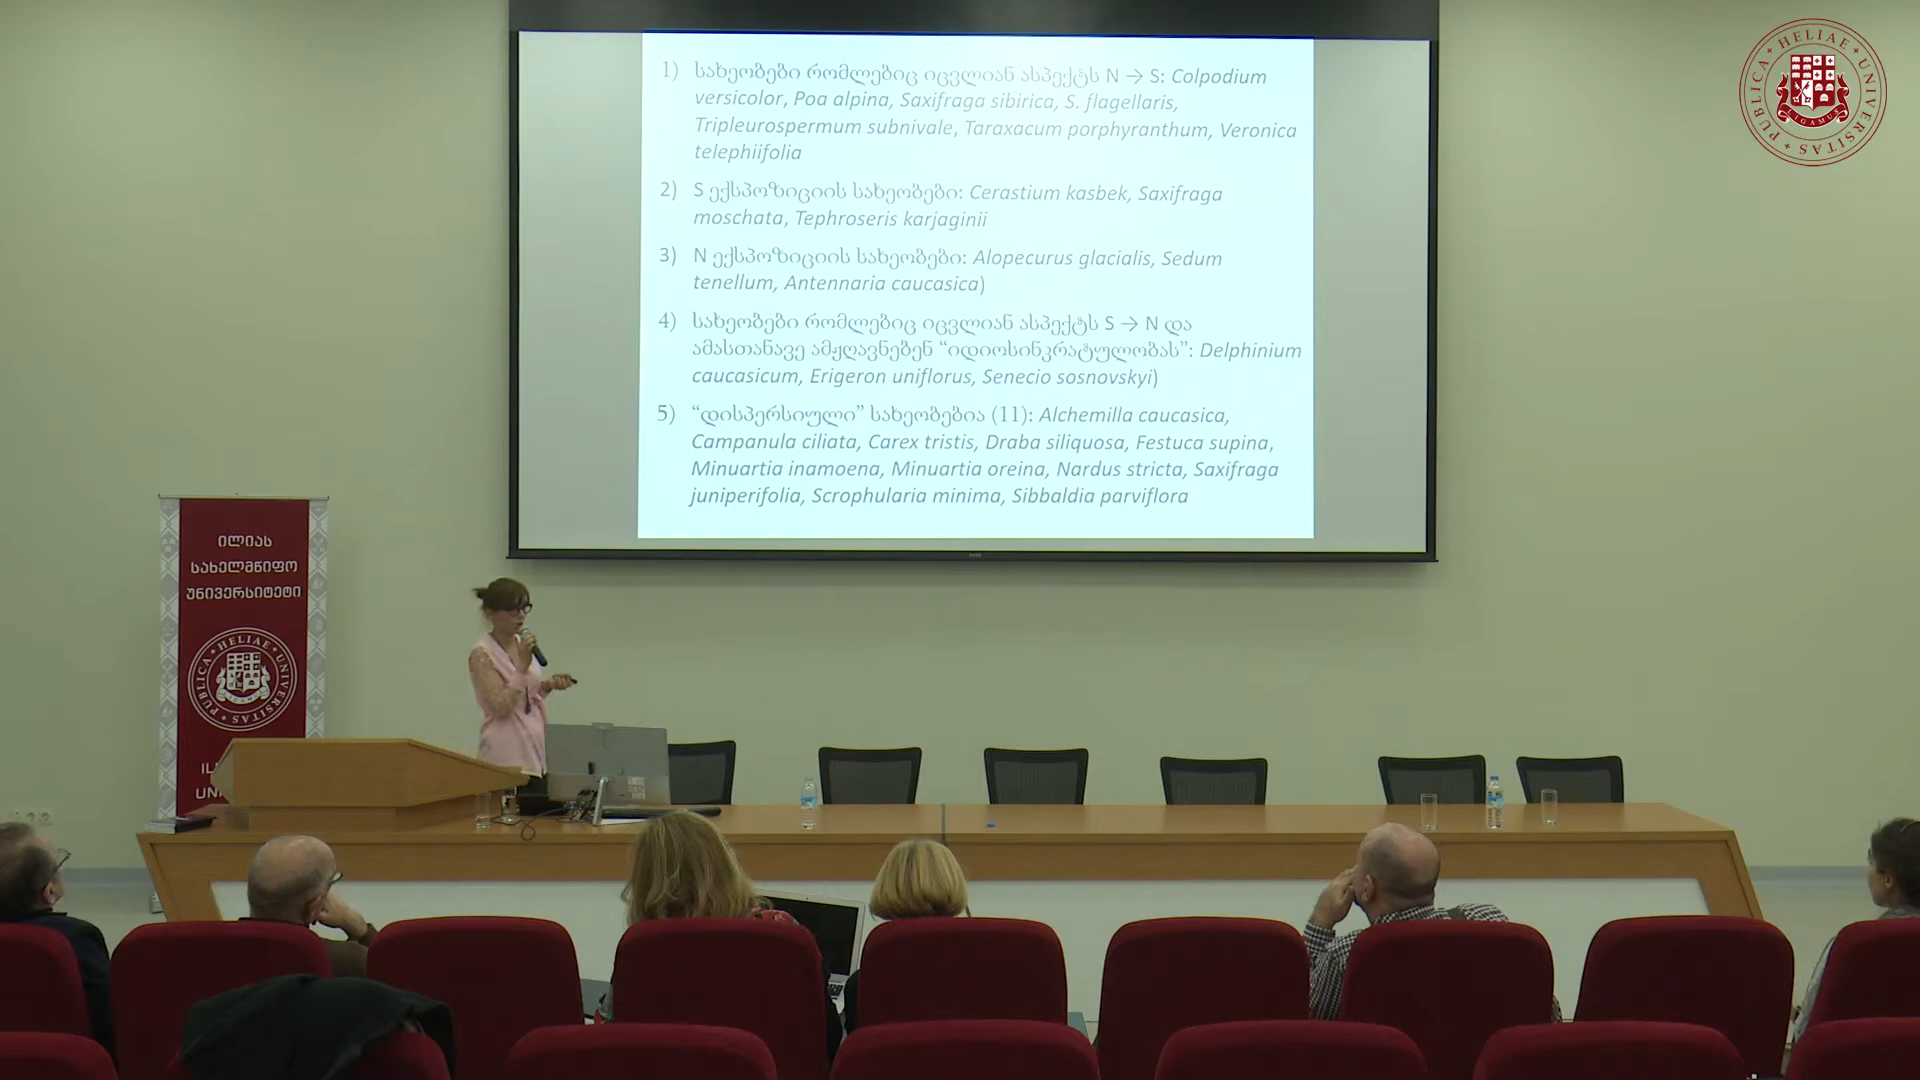 1) სახეობები რომლებიც იცვლიან ასპექტს N → S: Colpodium
versicolor, Poa alpina, Saxifraga sibirica, S. flagellaris,
Tripleurospermum subnivale, Taraxacum porphyranthum, Veronica
telephiifolia
2) S ექსპოზიციის სახეობები: Cerastium kasbek, Saxifraga
moschata, Tephroseris karjaginii
3) N ექსპოზიციის სახეობები: Alopecurus glacialis, Sedum
tenellum, Antennaria caucasica)
4) სახეობები რომლებიც იცვლიან ასპექტს S → N და
ამასთანავე ამჟღავნებენ “იდიოსინკრატულობას”: Delphinium
caucasicum, Erigeron uniflorus, Senecio sosnovskyi)
5) “დისპერსიული” სახეობებია (11): Alchemilla caucasica,
Campanula ciliata, Carex tristis, Draba siliquosa, Festuca supina,
Minuartia inamoena, Minuartia oreina, Nardus stricta, Saxifraga
juniperifolia, Scrophularia minima, Sibbaldia parviflora
HELIAE UNIVERSITAS PUBLICA
LIGAMUS
ილიას
სახელმწიფო
უნივერსიტეტი
HELIAE UNIVERSITAS PUBLICA